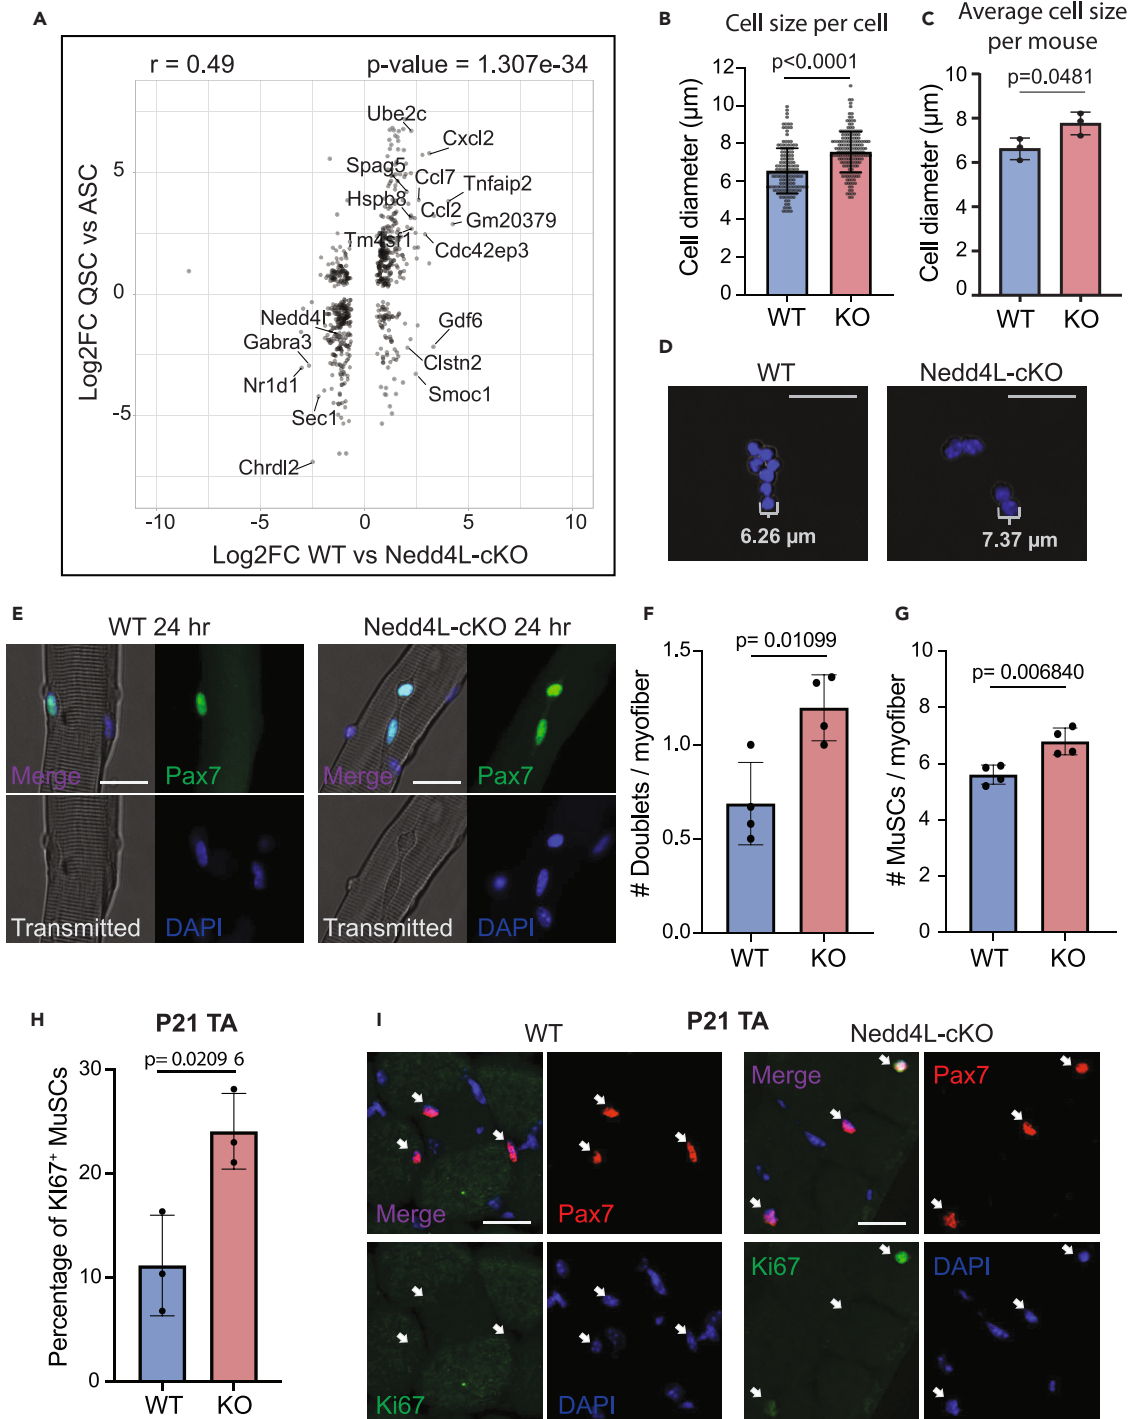 A
r = 0.49
p-value = 1.307e-34
Log2FC QSC vs ASC
5
0
-5
Ube2c
Cxcl2
Spag5
Ccl7
Tnfaip2
Hspb8
Ccl2
Gm20379
Tm4sf1
Cdc42ep3
Nedd4l
Gabra3
Nr1d1
Sec1
Chrdl2
Gdf6
Clstn2
Smoc1
-10
-5
0
5
10
Log2FC WT vs Nedd4L-cKO
B
Cell size per cell
p<0.0001
Cell diameter (µm)
12
10
8
6
4
2
0
WT
KO
C
Average cell size
per mouse
p=0.0481
Cell diameter (µm)
10
8
6
4
2
0
WT
KO
D
WT
Nedd4L-cKO
6.26 µm
7.37 µm
E
WT 24 hr
Nedd4L-cKO 24 hr
Merge
Pax7
Merge
Pax7
Transmitted
DAPI
Transmitted
DAPI
F
p= 0.01099
# Doublets / myofiber
1.5
1.0
0.5
0.0
WT
KO
G
p= 0.006840
# MuSCs / myofiber
10
8
6
4
2
0
WT
KO
H
P21 TA
p= 0.0209 6
Percentage of KI67⁺ MuSCs
30
20
10
0
WT
KO
I
P21 TA
WT
Nedd4L-cKO
Merge
Pax7
Merge
Pax7
Ki67
DAPI
Ki67
DAPI